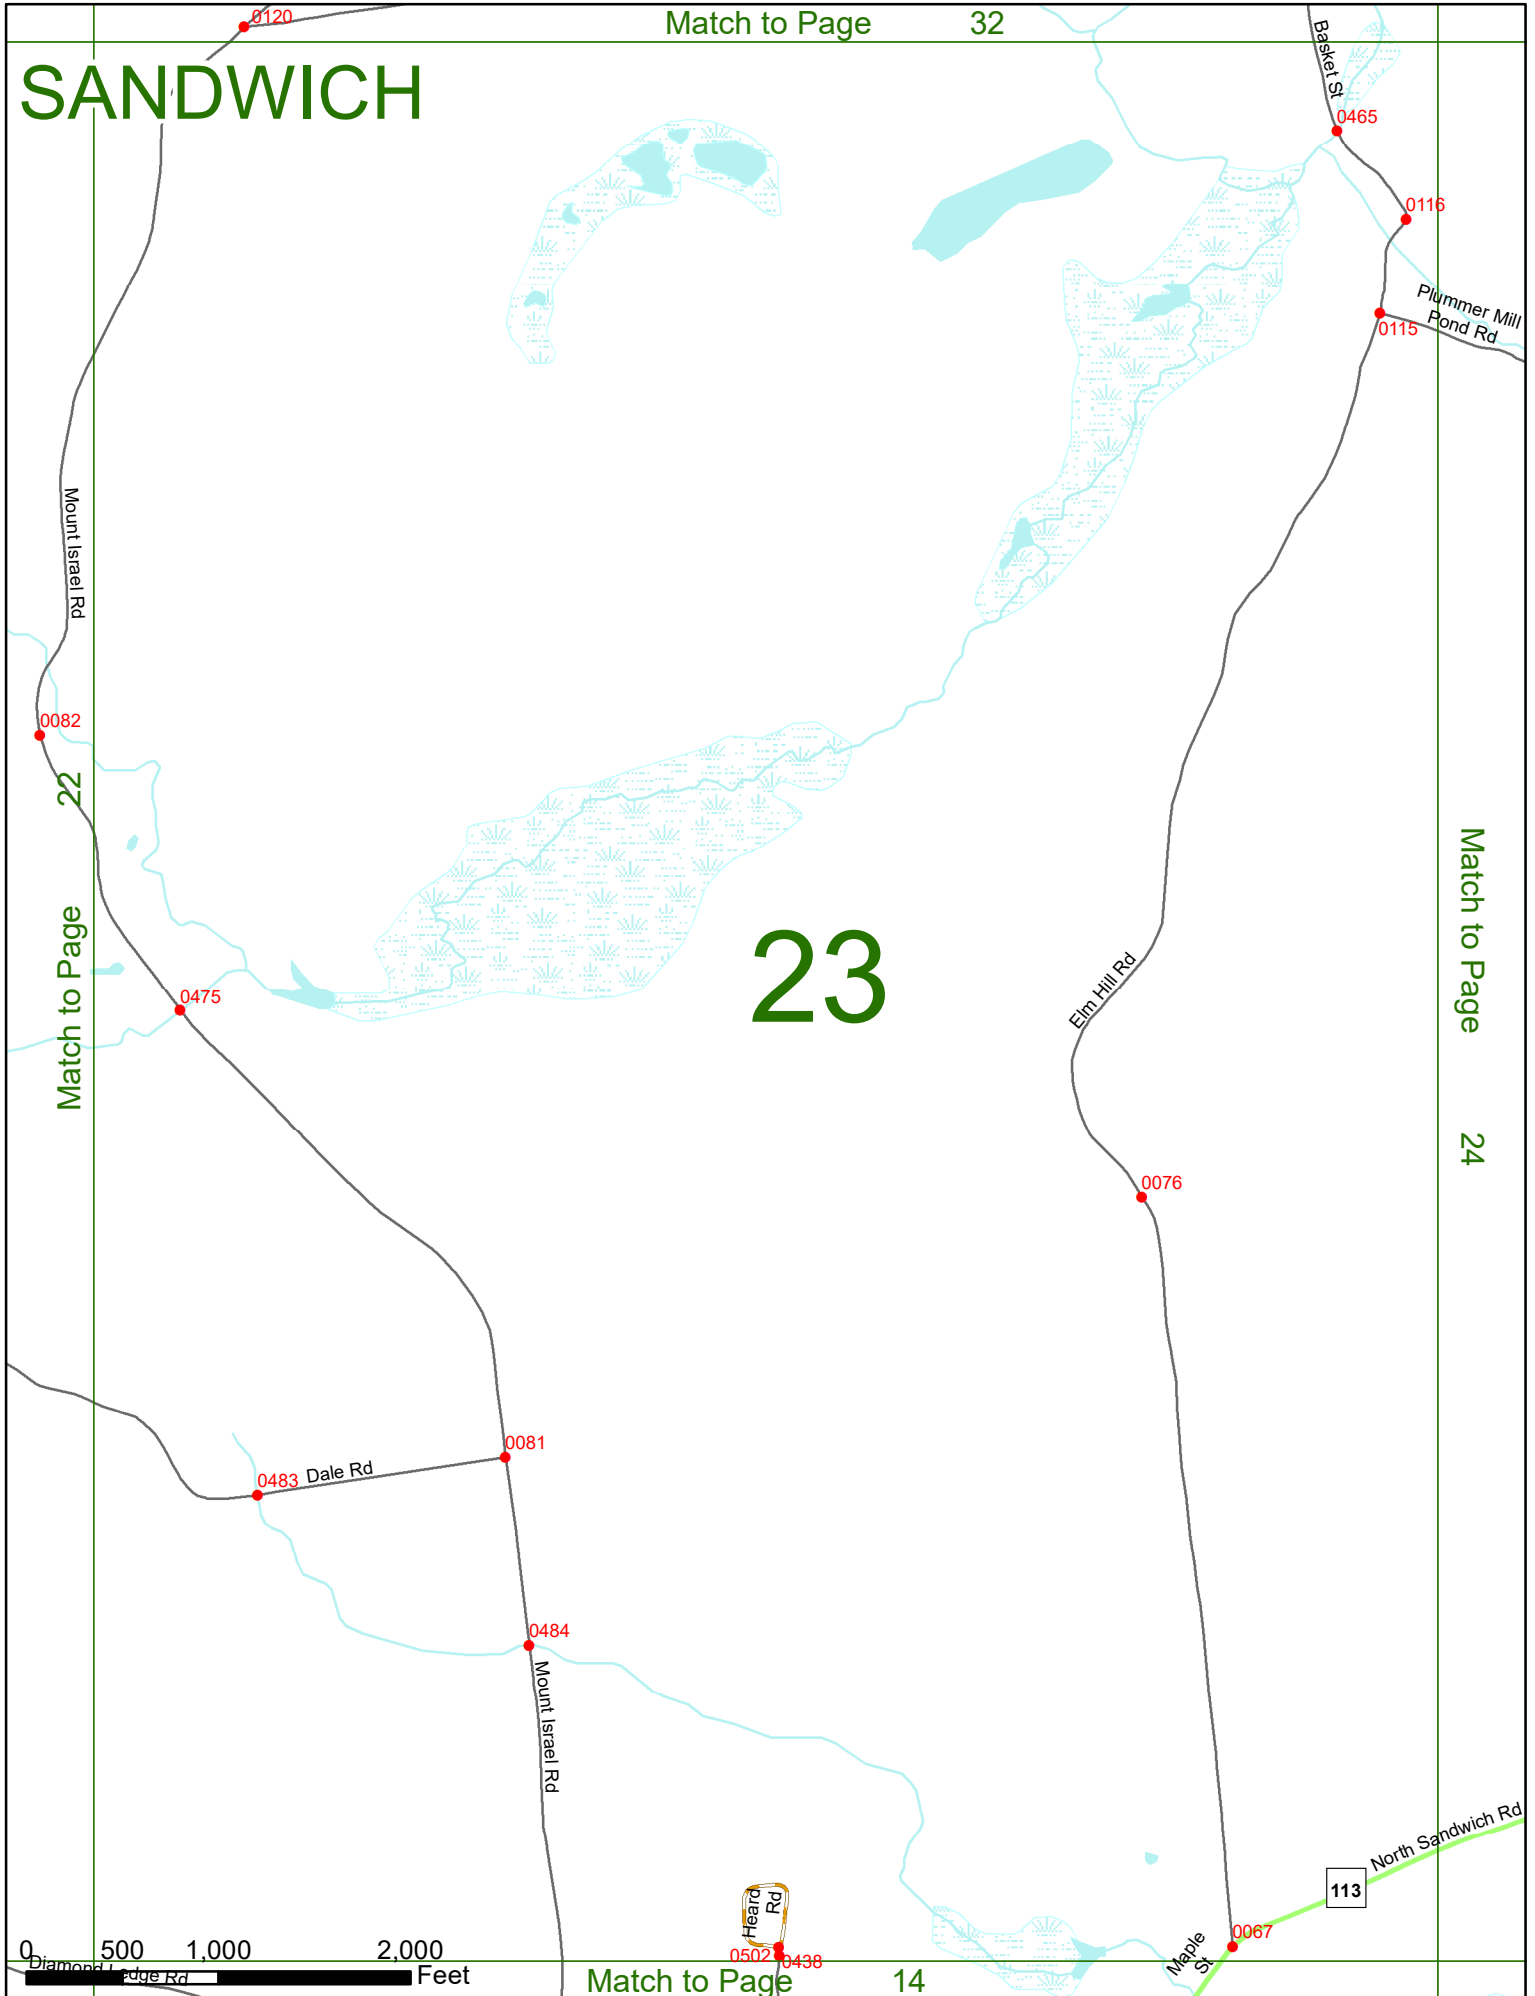 0120
Match to Page 32
Basket St
SANDWICH
0465
0116
Plummer Mill
Pond Rd
0115
Mount Israel Rd
0082
Match to Page 22
Match to Page 24
23
Elm Hill Rd
0475
0076
0081
0483
Dale Rd
0484
Mount Israel Rd
North Sandwich Rd
113
Heard
Rd
0067
Maple
St
0502
0438
0 500 1,000 2,000
Feet
Diamond Ledge Rd
Match to Page 14